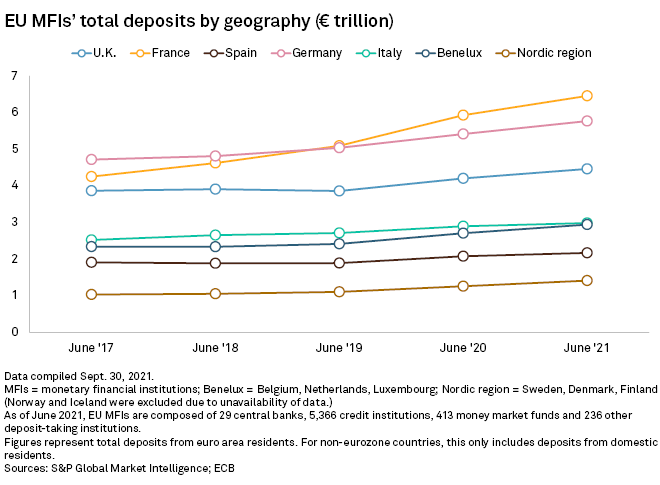 EU MFIs' total deposits by geography (€ trillion)
U.K. France Spain Germany Italy Benelux Nordic region
7
6
5
4
3
2
1
0
June '17 June '18 June '19 June '20 June '21
Data compiled Sept. 30, 2021.
MFIs = monetary financial institutions; Benelux = Belgium, Netherlands, Luxembourg; Nordic region = Sweden, Denmark, Finland
(Norway and Iceland were excluded due to unavailability of data.)
As of June 2021, EU MFIs are composed of 29 central banks, 5,366 credit institutions, 413 money market funds and 236 other
deposit-taking institutions.
Figures represent total deposits from euro area residents. For non-eurozone countries, this only includes deposits from domestic
residents.
Sources: S&P Global Market Intelligence; ECB